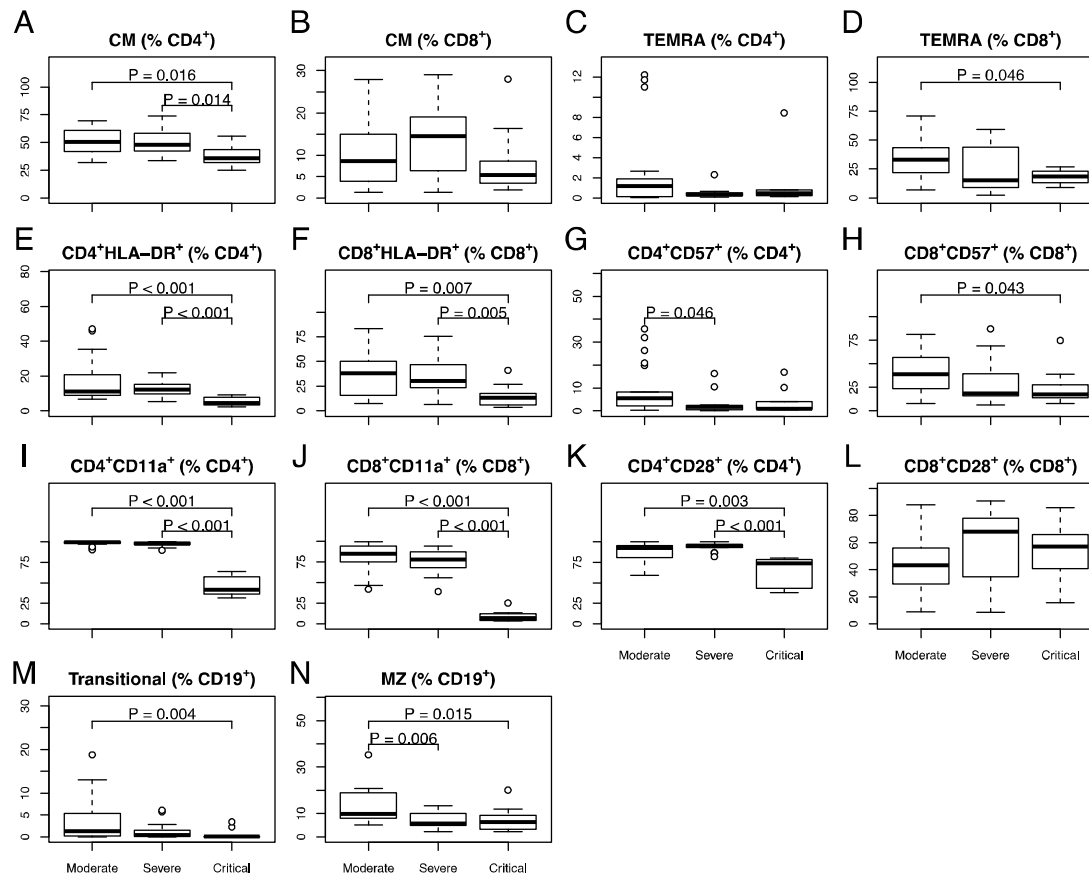 A
CM (% CD4⁺)
P = 0.016
P = 0.014
100
75
50
25
0
B
CM (% CD8⁺)
30
20
10
5
0
C
TEMRA (% CD4⁺)
12
8
6
4
2
0
D
TEMRA (% CD8⁺)
P = 0.046
100
75
50
25
0
E
CD4⁺HLA–DR⁺ (% CD4⁺)
P < 0.001
P < 0.001
80
60
40
20
0
F
CD8⁺HLA–DR⁺ (% CD8⁺)
P = 0.007
P = 0.005
75
50
25
0
G
CD4⁺CD57⁺ (% CD4⁺)
P = 0.046
50
30
20
10
0
H
CD8⁺CD57⁺ (% CD8⁺)
P = 0.043
75
50
25
0
I
CD4⁺CD11a⁺ (% CD4⁺)
P < 0.001
P < 0.001
75
25
0
J
CD8⁺CD11a⁺ (% CD8⁺)
P < 0.001
P < 0.001
75
25
0
K
CD4⁺CD28⁺ (% CD4⁺)
P = 0.003
P < 0.001
75
25
0
Moderate Severe Critical
L
CD8⁺CD28⁺ (% CD8⁺)
100
80
60
40
20
0
Moderate Severe Critical
M
Transitional (% CD19⁺)
P = 0.004
30
20
10
5
0
Moderate Severe Critical
N
MZ (% CD19⁺)
P = 0.015
P = 0.006
50
30
20
10
0
Moderate Severe Critical